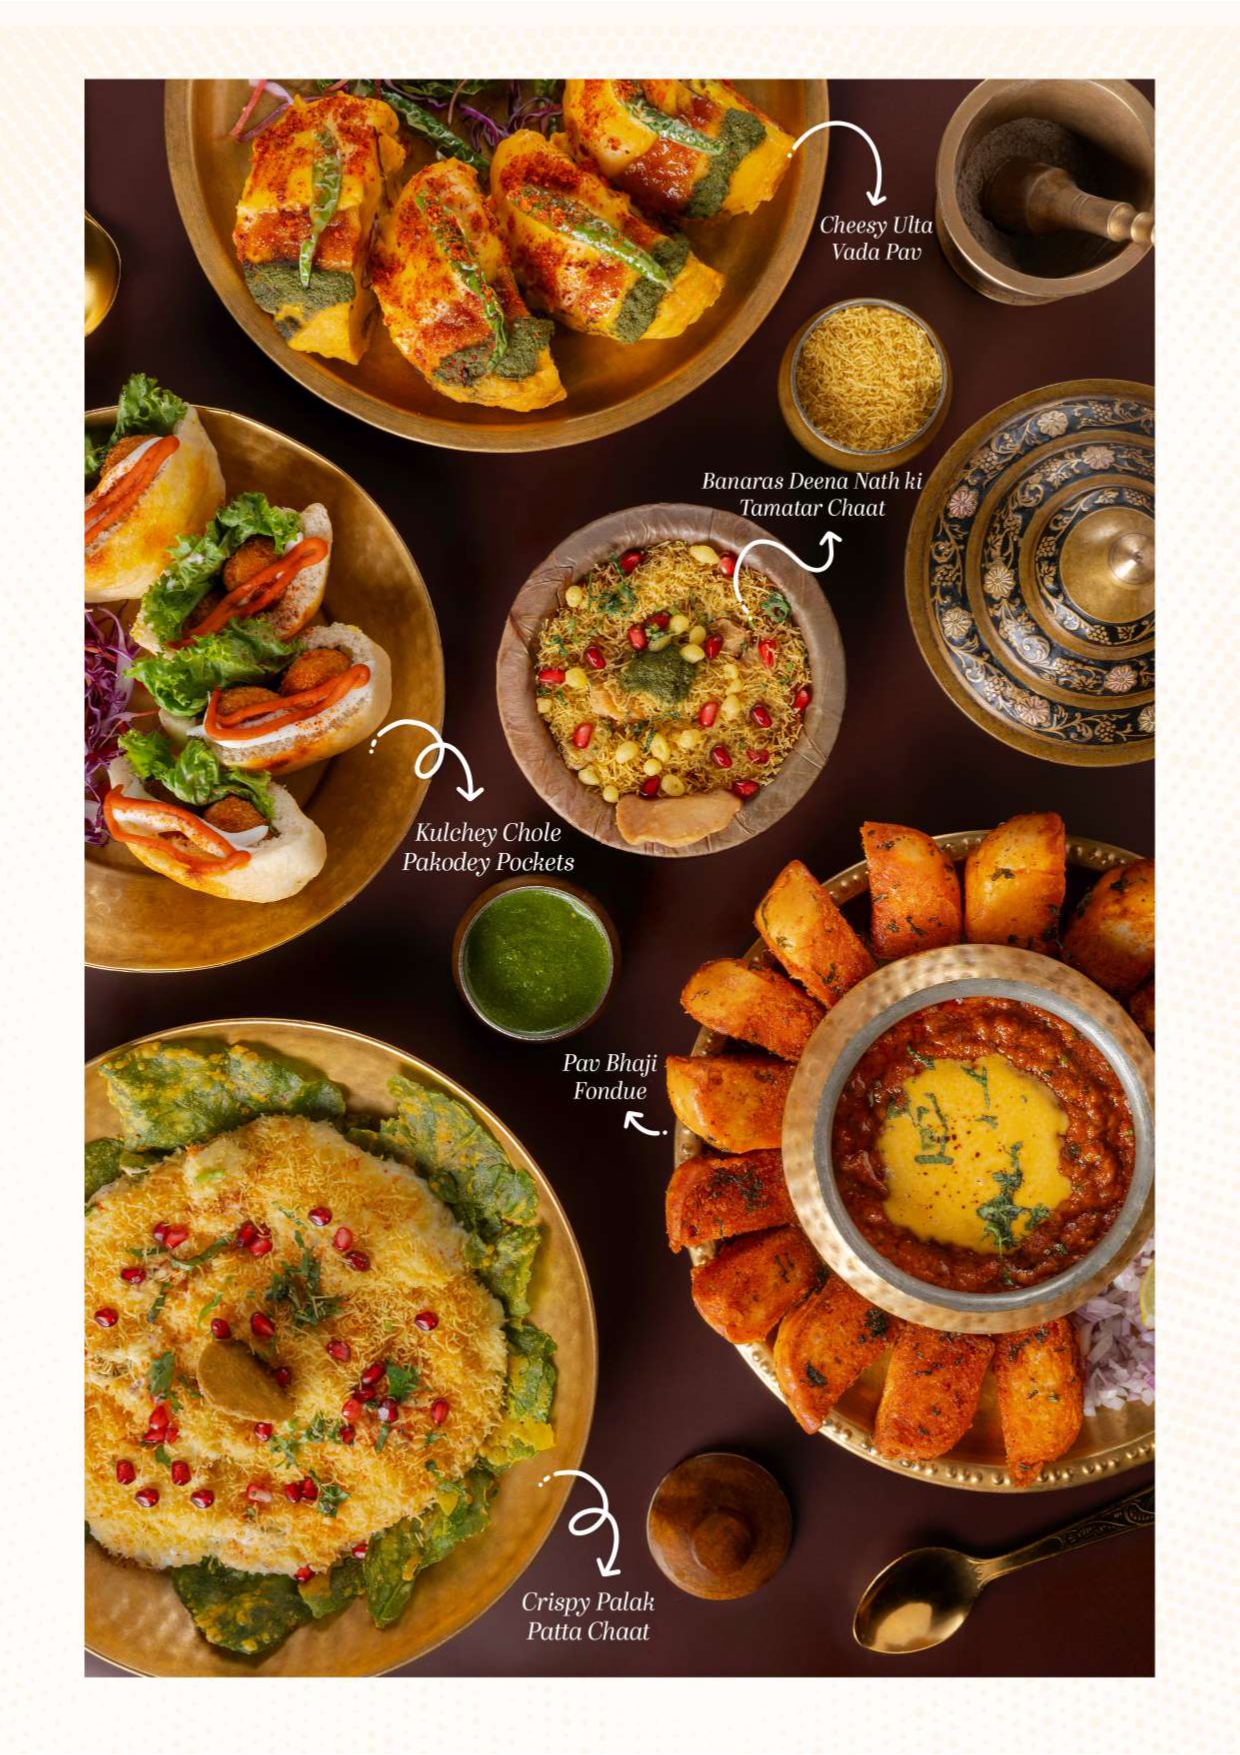 Cheesy Ulta
Vada Pav
Banaras Deena Nath ki
Tamatar Chaat
Kulchey Chole
Pakodey Pockets
Pav Bhaji
Fondue
Crispy Palak
Patta Chaat